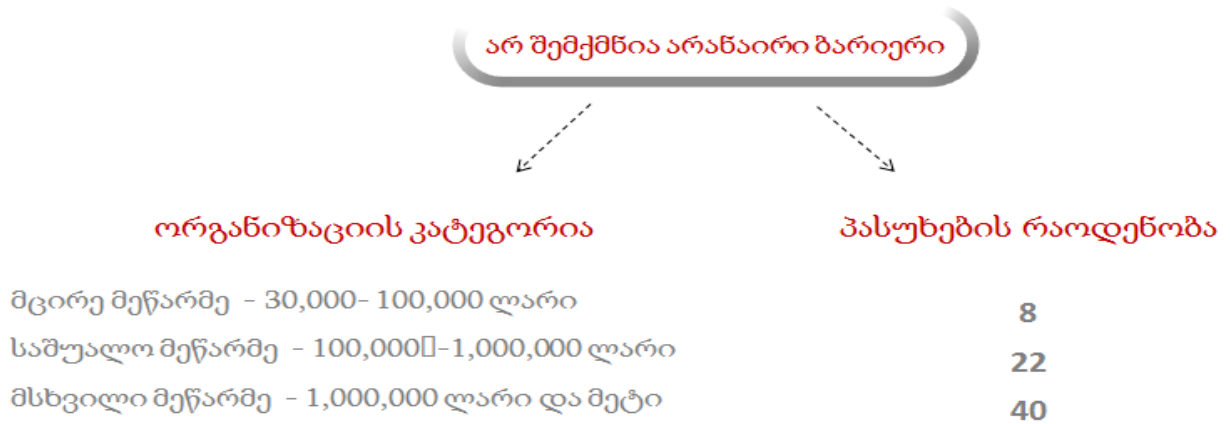 არ შემქმნია არანაირი ბარიერი
ორგანიზაციის კატეგორია პასუხების რაოდენობა
მცირე მეწარმე - 30,000- 100,000 ლარი 8
საშუალო მეწარმე - 100,000-1,000,000 ლარი 22
მსხვილი მეწარმე - 1,000,000 ლარი და მეტი 40